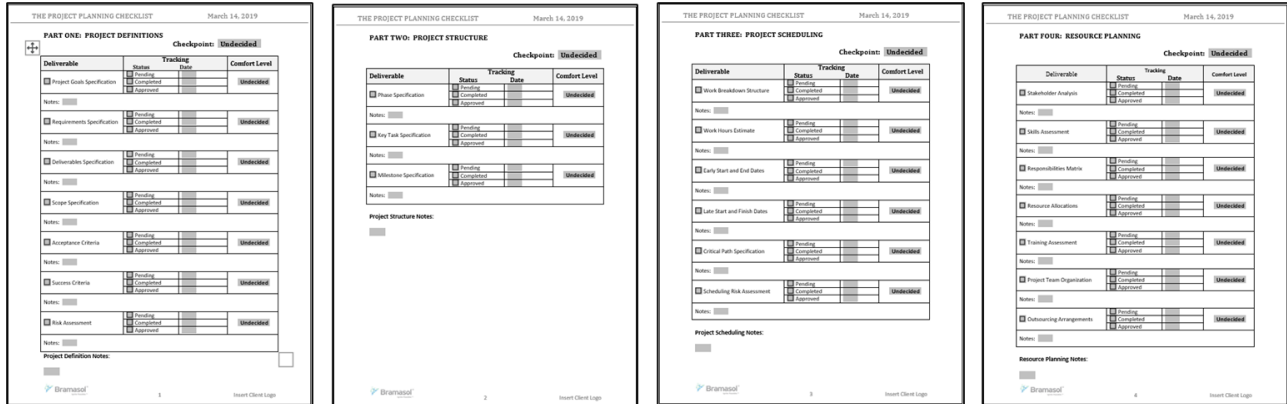 THE PROJECT PLANNING CHECKLIST March 14, 2019
PART ONE: PROJECT DEFINITIONS
Checkpoint: Undecided
Deliverable Tracking Comfort Level
Status Date
Pending
Project Goals Specification Completed Undecided
Approved
Notes:
Pending
Requirements Specification Completed Undecided
Approved
Notes:
Pending
Deliverables Specification Completed Undecided
Approved
Notes:
Pending
Scope Specification Completed Undecided
Approved
Notes:
Pending
Acceptance Criteria Completed Undecided
Approved
Notes:
Pending
Success Criteria Completed Undecided
Approved
Notes:
Pending
Risk Assessment Completed Undecided
Approved
Notes:
Project Definition Notes:
Bramasol 1 Insert Client Logo
THE PROJECT PLANNING CHECKLIST March 14, 2019
PART TWO: PROJECT STRUCTURE
Checkpoint: Undecided
Deliverable Tracking Comfort Level
Status Date
Pending
Phase Specification Completed Undecided
Approved
Notes:
Pending
Key Task Specification Completed Undecided
Approved
Notes:
Pending
Milestone Specification Completed Undecided
Approved
Notes:
Project Structure Notes:
Bramasol 2 Insert Client Logo
THE PROJECT PLANNING CHECKLIST March 14, 2019
PART THREE: PROJECT SCHEDULING
Checkpoint: Undecided
Deliverable Tracking Comfort Level
Status Date
Pending
Work Breakdown Structure Completed Undecided
Approved
Notes:
Pending
Work Hours Estimate Completed Undecided
Approved
Notes:
Pending
Early Start and End Dates Completed Undecided
Approved
Notes:
Pending
Late Start and Finish Dates Completed Undecided
Approved
Notes:
Pending
Critical Path Specification Completed Undecided
Approved
Notes:
Pending
Scheduling Risk Assessment Completed Undecided
Approved
Notes:
Project Scheduling Notes:
Bramasol 3 Insert Client Logo
THE PROJECT PLANNING CHECKLIST March 14, 2019
PART FOUR: RESOURCE PLANNING
Checkpoint: Undecided
Deliverable Tracking Comfort Level
Status Date
Pending
Stakeholder Analysis Completed Undecided
Approved
Notes:
Pending
Skills Assessment Completed Undecided
Approved
Notes:
Pending
Responsibilities Matrix Completed Undecided
Approved
Notes:
Pending
Resource Allocations Completed Undecided
Approved
Notes:
Pending
Training Assessment Completed Undecided
Approved
Notes:
Pending
Project Team Organization Completed Undecided
Approved
Notes:
Pending
Outsourcing Arrangements Completed Undecided
Approved
Notes:
Resource Planning Notes:
Bramasol 4 Insert Client Logo